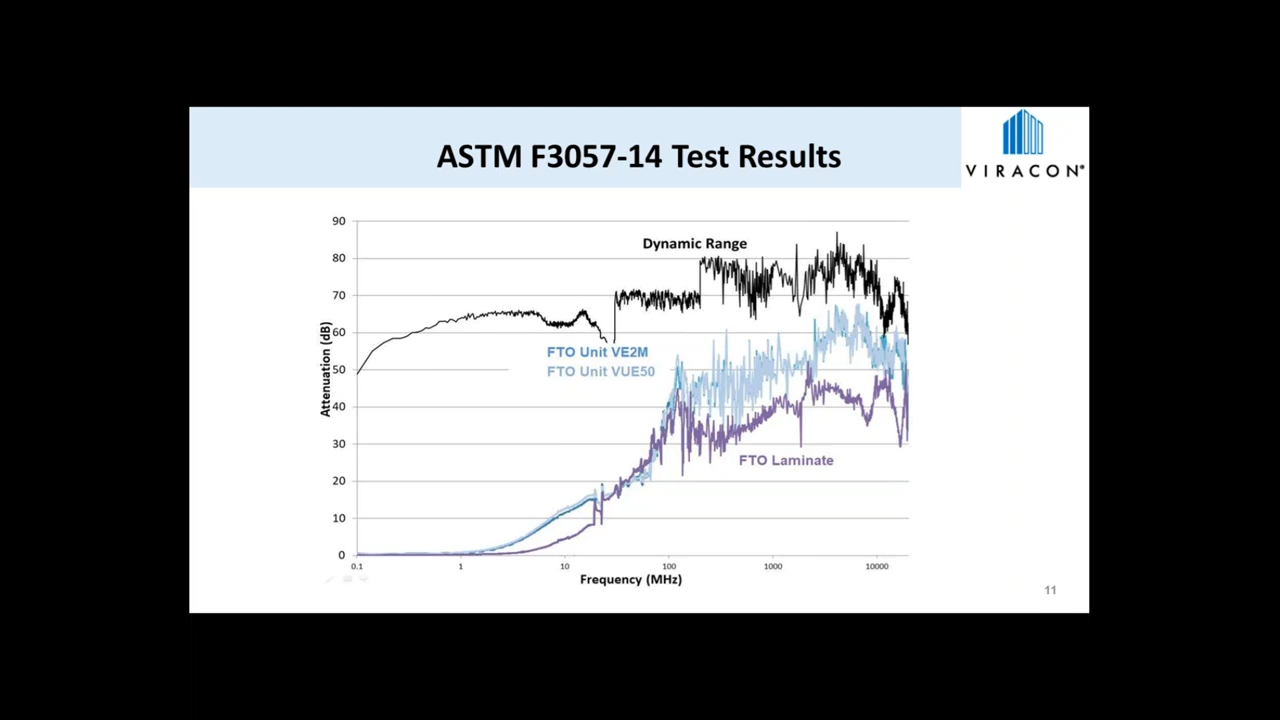 ASTM F3057-14 Test Results
VIRACON®
90
80
70
60
50
40
30
20
10
0
Attenuation (dB)
Dynamic Range
FTO Unit VE2M
FTO Unit VUE50
FTO Laminate
0.1 1 10 100 1000 10000
Frequency (MHz)
11